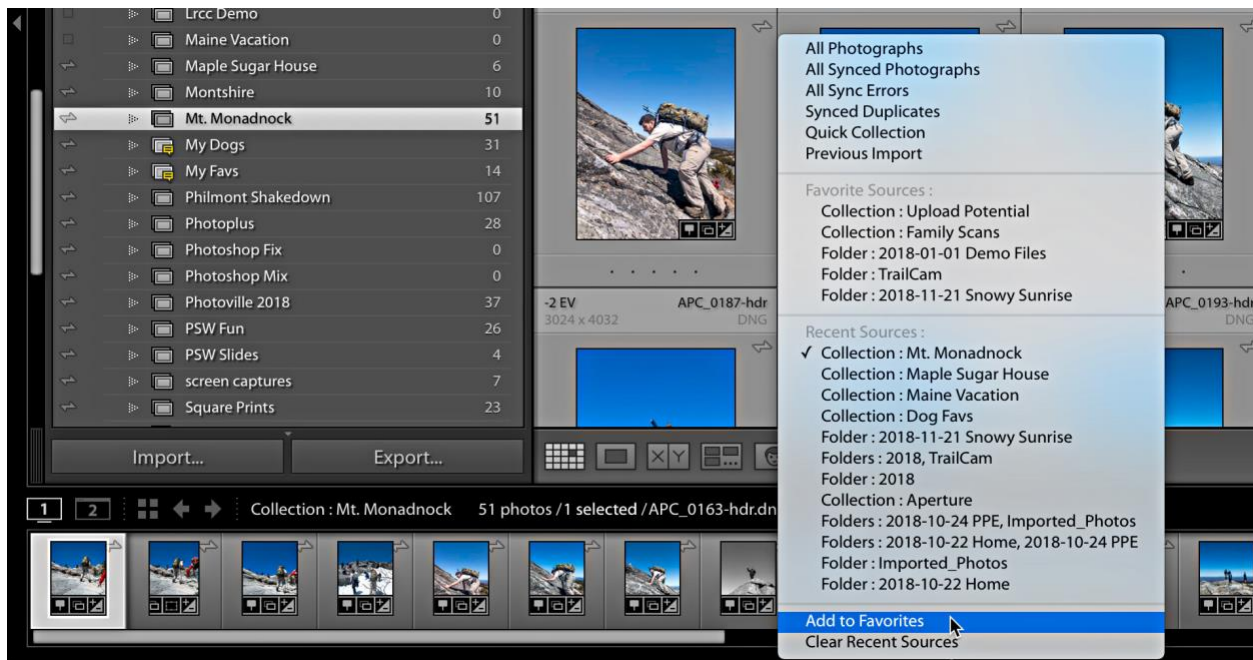 Lrcc Demo 0
Maine Vacation 0
Maple Sugar House 6
Montshire 10
Mt. Monadnock 51
My Dogs 31
My Favs 14
Philmont Shakedown 107
Photoplus 28
Photoshop Fix 0
Photoshop Mix 0
Photoville 2018 37
PSW Fun 26
PSW Slides 4
screen captures 7
Square Prints 23
Import... Export...
-2 EV APC_0187-hdr
3024 x 4032 DNG
APC_0193-hdr
DNG
X Y
All Photographs
All Synced Photographs
All Sync Errors
Synced Duplicates
Quick Collection
Previous Import
Favorite Sources :
Collection : Upload Potential
Collection : Family Scans
Folder : 2018-01-01 Demo Files
Folder : TrailCam
Folder : 2018-11-21 Snowy Sunrise
Recent Sources :
✓ Collection : Mt. Monadnock
Collection : Maple Sugar House
Collection : Maine Vacation
Collection : Dog Favs
Folder : 2018-11-21 Snowy Sunrise
Folders : 2018, TrailCam
Folder : 2018
Collection : Aperture
Folders : 2018-10-24 PPE, Imported_Photos
Folders : 2018-10-22 Home, 2018-10-24 PPE
Folder : Imported_Photos
Folder : 2018-10-22 Home
Add to Favorites
Clear Recent Sources
1 2 Collection : Mt. Monadnock 51 photos /1 selected /APC_0163-hdr.dn